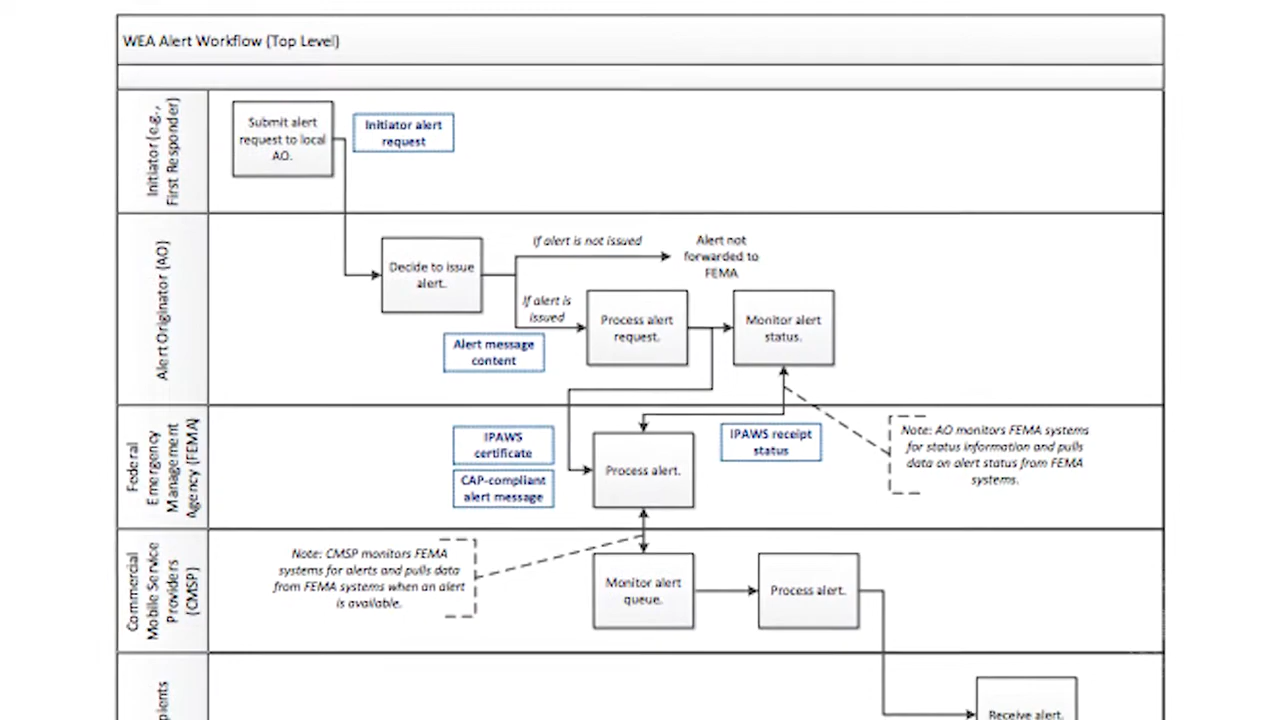 WEA Alert Workflow (Top Level)
Initiator (e.g.,
First Responder)
Submit alert
request to local
AO.
Initiator alert
request
Alert Originator (AO)
Decide to issue
alert.
If alert is not issued
Alert not
forwarded to
FEMA
If alert is
issued
Process alert
request.
Monitor alert
status.
Alert message
content
Federal
Emergency
Management
Agency (FEMA)
IPAWS
certificate
CAP-compliant
alert message
Process alert.
IPAWS receipt
status
Note: AO monitors FEMA systems
for status information and pulls
data on alert status from FEMA
systems.
Commercial
Mobile Service
Providers
(CMSP)
Note: CMSP monitors FEMA
systems for alerts and pulls data
from FEMA systems when an alert
is available.
Monitor alert
queue.
Process alert.
Receive alert.